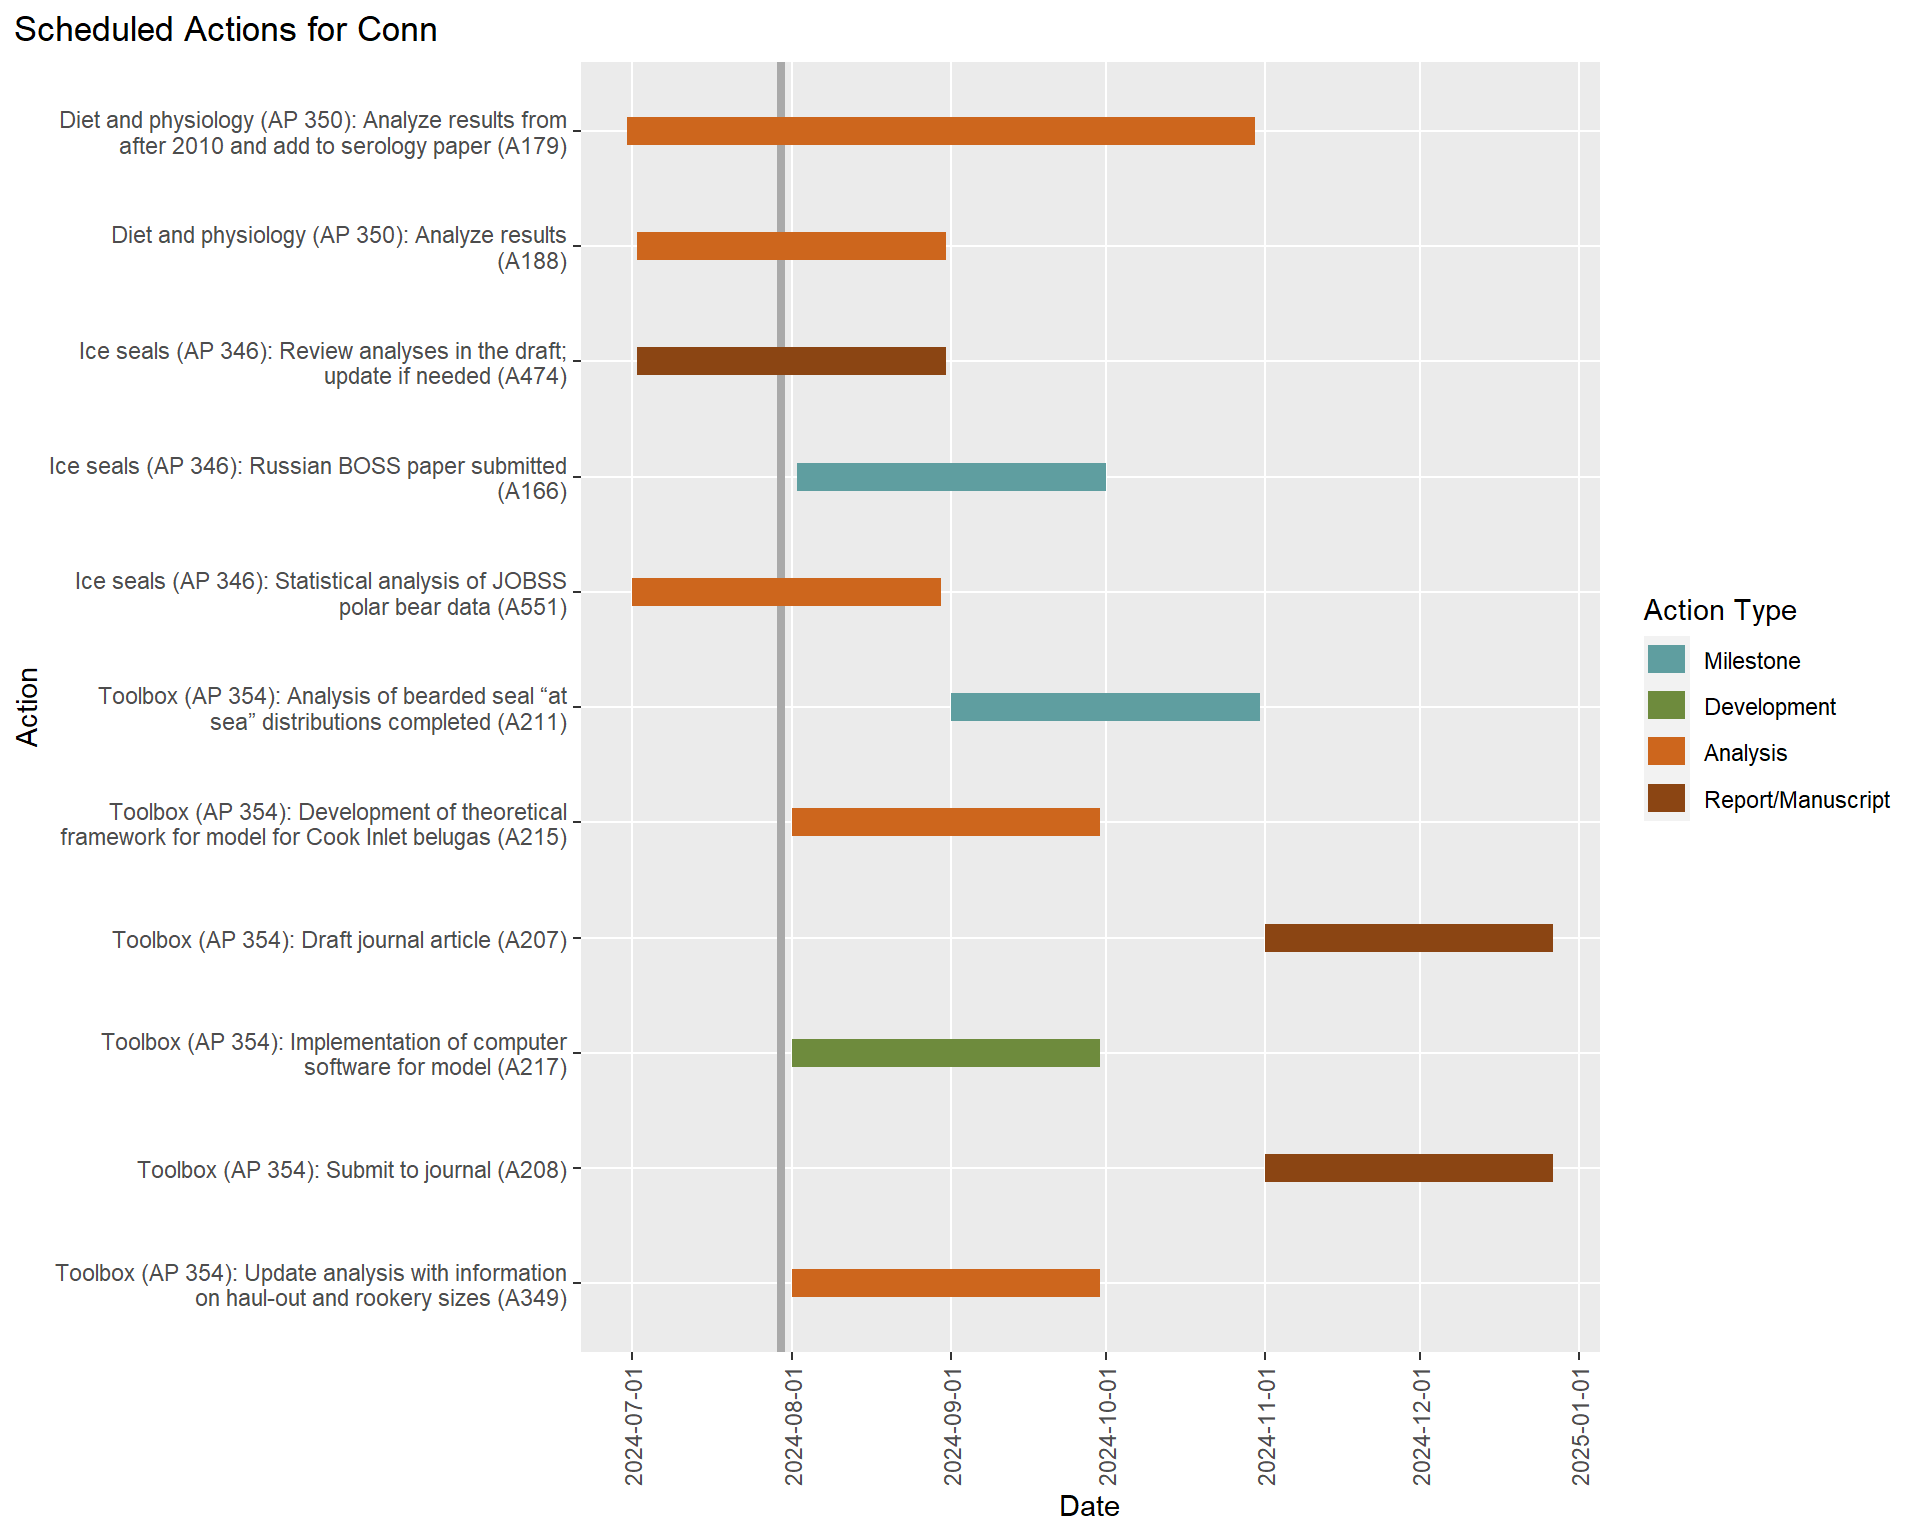 Scheduled Actions for Conn
Diet and physiology (AP 350): Analyze results from
after 2010 and add to serology paper (A179)
Diet and physiology (AP 350): Analyze results
(A188)
Ice seals (AP 346): Review analyses in the draft;
update if needed (A474)
Ice seals (AP 346): Russian BOSS paper submitted
(A166)
Ice seals (AP 346): Statistical analysis of JOBSS
polar bear data (A551)
Toolbox (AP 354): Analysis of bearded seal “at
sea” distributions completed (A211)
Toolbox (AP 354): Development of theoretical
framework for model for Cook Inlet belugas (A215)
Toolbox (AP 354): Draft journal article (A207)
Toolbox (AP 354): Implementation of computer
software for model (A217)
Toolbox (AP 354): Submit to journal (A208)
Toolbox (AP 354): Update analysis with information
on haul-out and rookery sizes (A349)
Action
2024-07-01
2024-08-01
2024-09-01
2024-10-01
2024-11-01
2024-12-01
2025-01-01
Date
Action Type
Milestone
Development
Analysis
Report/Manuscript